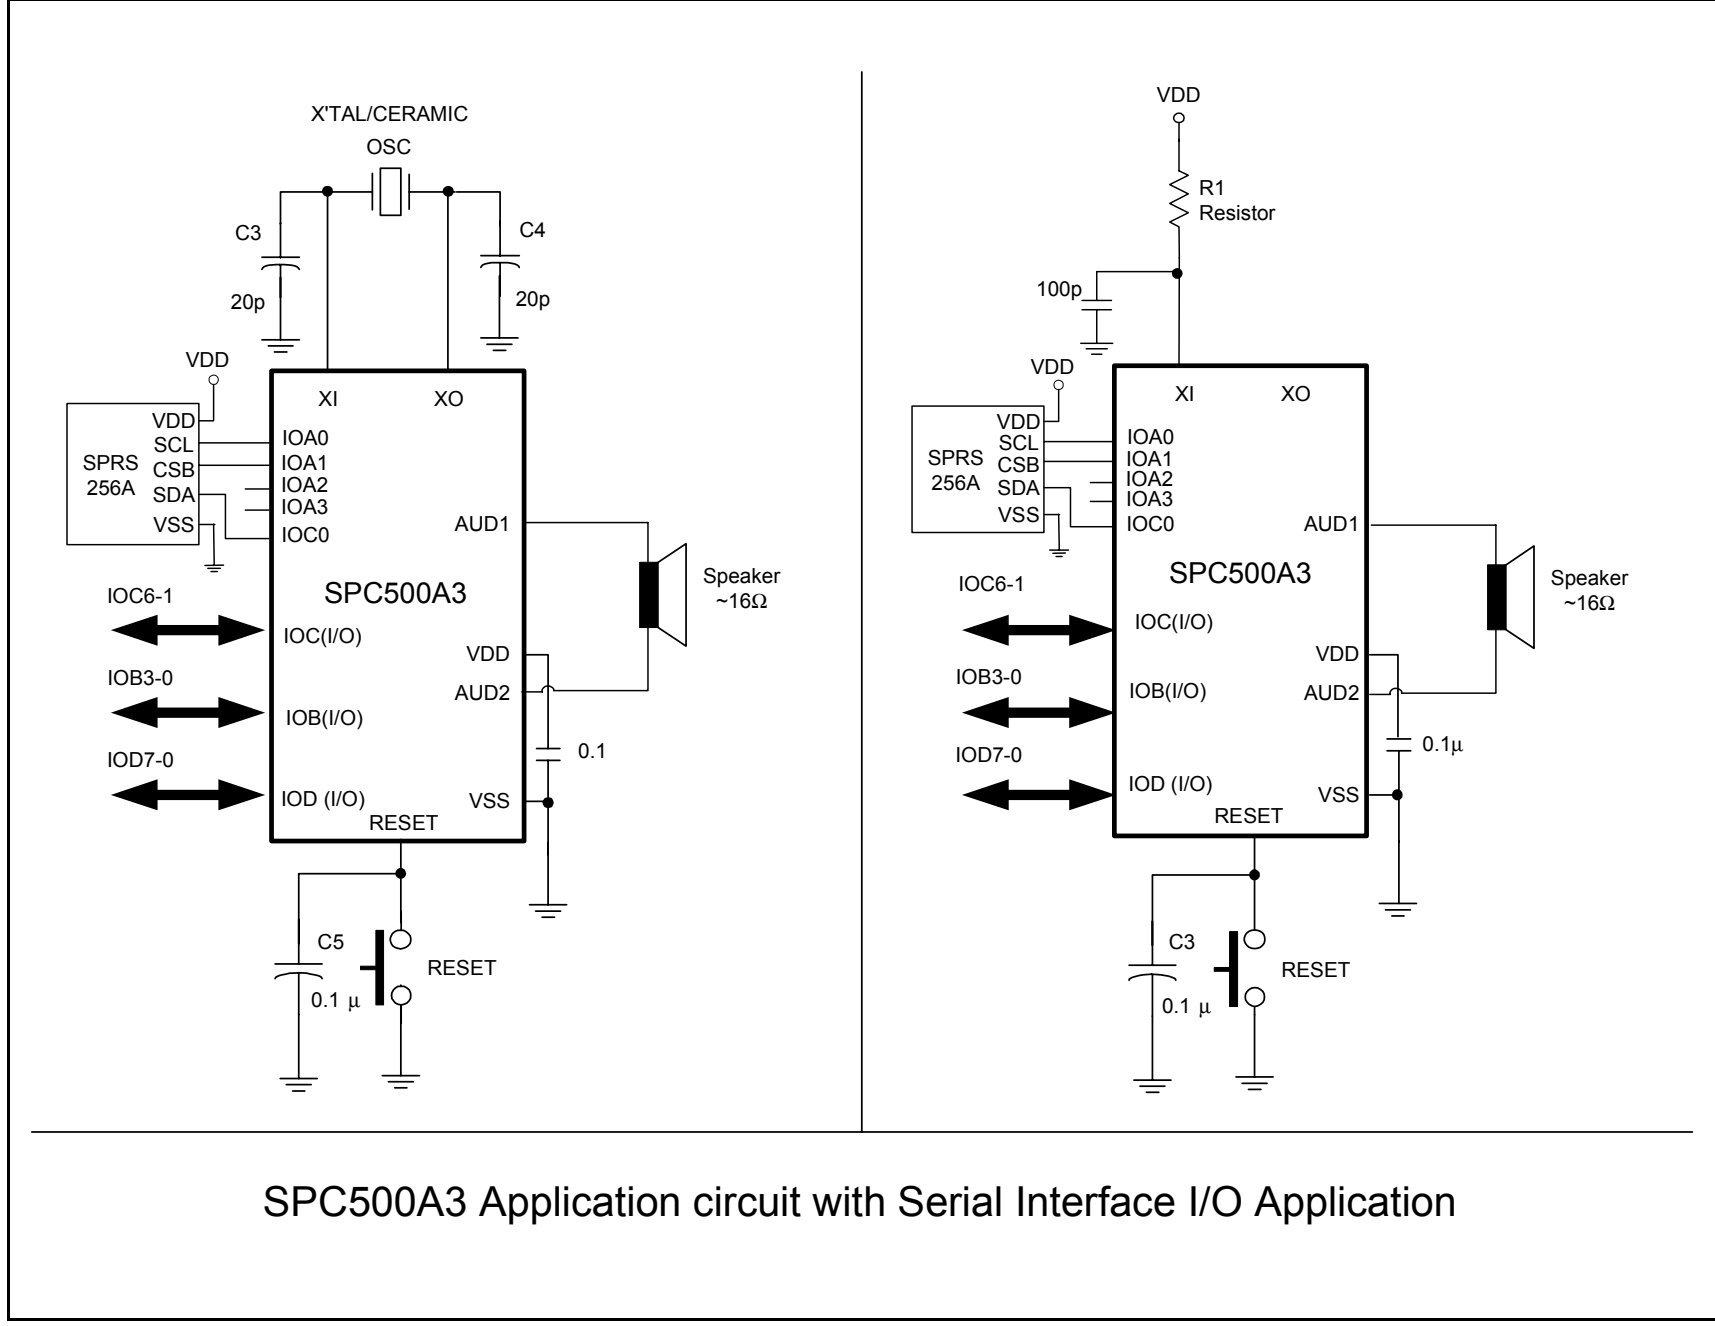 X'TAL/CERAMIC
OSC
C3
C4
20p
20p
VDD
XI
XO
VDD
SCL
CSB
SDA
VSS
SPRS
256A
IOA0
IOA1
IOA2
IOA3
IOC0
AUD1
SPC500A3
Speaker
~16Ω
IOC6-1
IOC(I/O)
VDD
IOB3-0
AUD2
IOB(I/O)
0.1
IOD7-0
IOD (I/O)
VSS
RESET
C5
RESET
0.1 μ
VDD
R1
Resistor
100p
VDD
XI
XO
VDD
SCL
CSB
SDA
VSS
SPRS
256A
IOA0
IOA1
IOA2
IOA3
IOC0
AUD1
SPC500A3
Speaker
~16Ω
IOC6-1
IOC(I/O)
VDD
IOB3-0
AUD2
IOB(I/O)
0.1μ
IOD7-0
IOD (I/O)
VSS
RESET
C3
RESET
0.1 μ
SPC500A3 Application circuit with Serial Interface I/O Application